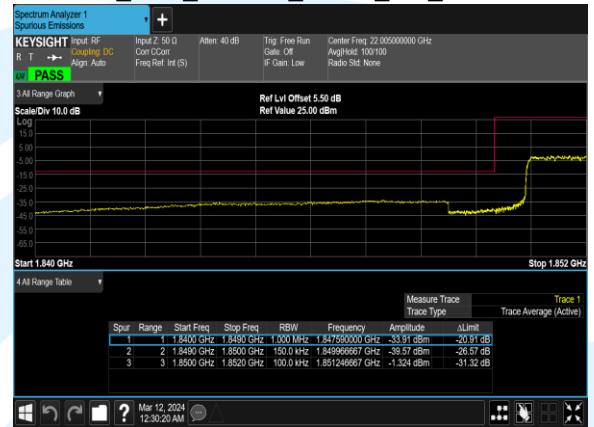 Spectrum Analyzer 1
Spurious Emissions
KEYSIGHT Input: RF Input Z: 50 Ω Atten: 40 dB Trig: Free Run Center Freq: 22.005000000 GHz
R T Coupling: DC Corr CCorr Gate: Off Avg|Hold: 100/100
Align: Auto Freq Ref: Int (S) IF Gain: Low Radio Std: None
LXI PASS
3 All Range Graph Ref Lvl Offset 5.50 dB
Scale/Div 10.0 dB Ref Value 25.00 dBm
Log
15.0
5.00
-5.00
-15.0
-25.0
-35.0
-45.0
-55.0
-65.0
Start 1.840 GHz Stop 1.852 GHz
4 All Range Table
Measure Trace Trace 1
Trace Type Trace Average (Active)
Spur Range Start Freq Stop Freq RBW Frequency Amplitude ΔLimit
1 1 1.8400 GHz 1.8490 GHz 1.000 MHz 1.847590000 GHz -33.91 dBm -20.91 dB
2 2 1.8490 GHz 1.8500 GHz 150.0 kHz 1.849966667 GHz -39.57 dBm -26.57 dB
3 3 1.8500 GHz 1.8520 GHz 100.0 kHz 1.851246667 GHz -1.324 dBm -31.32 dB
? Mar 12, 2024
12:30:20 AM